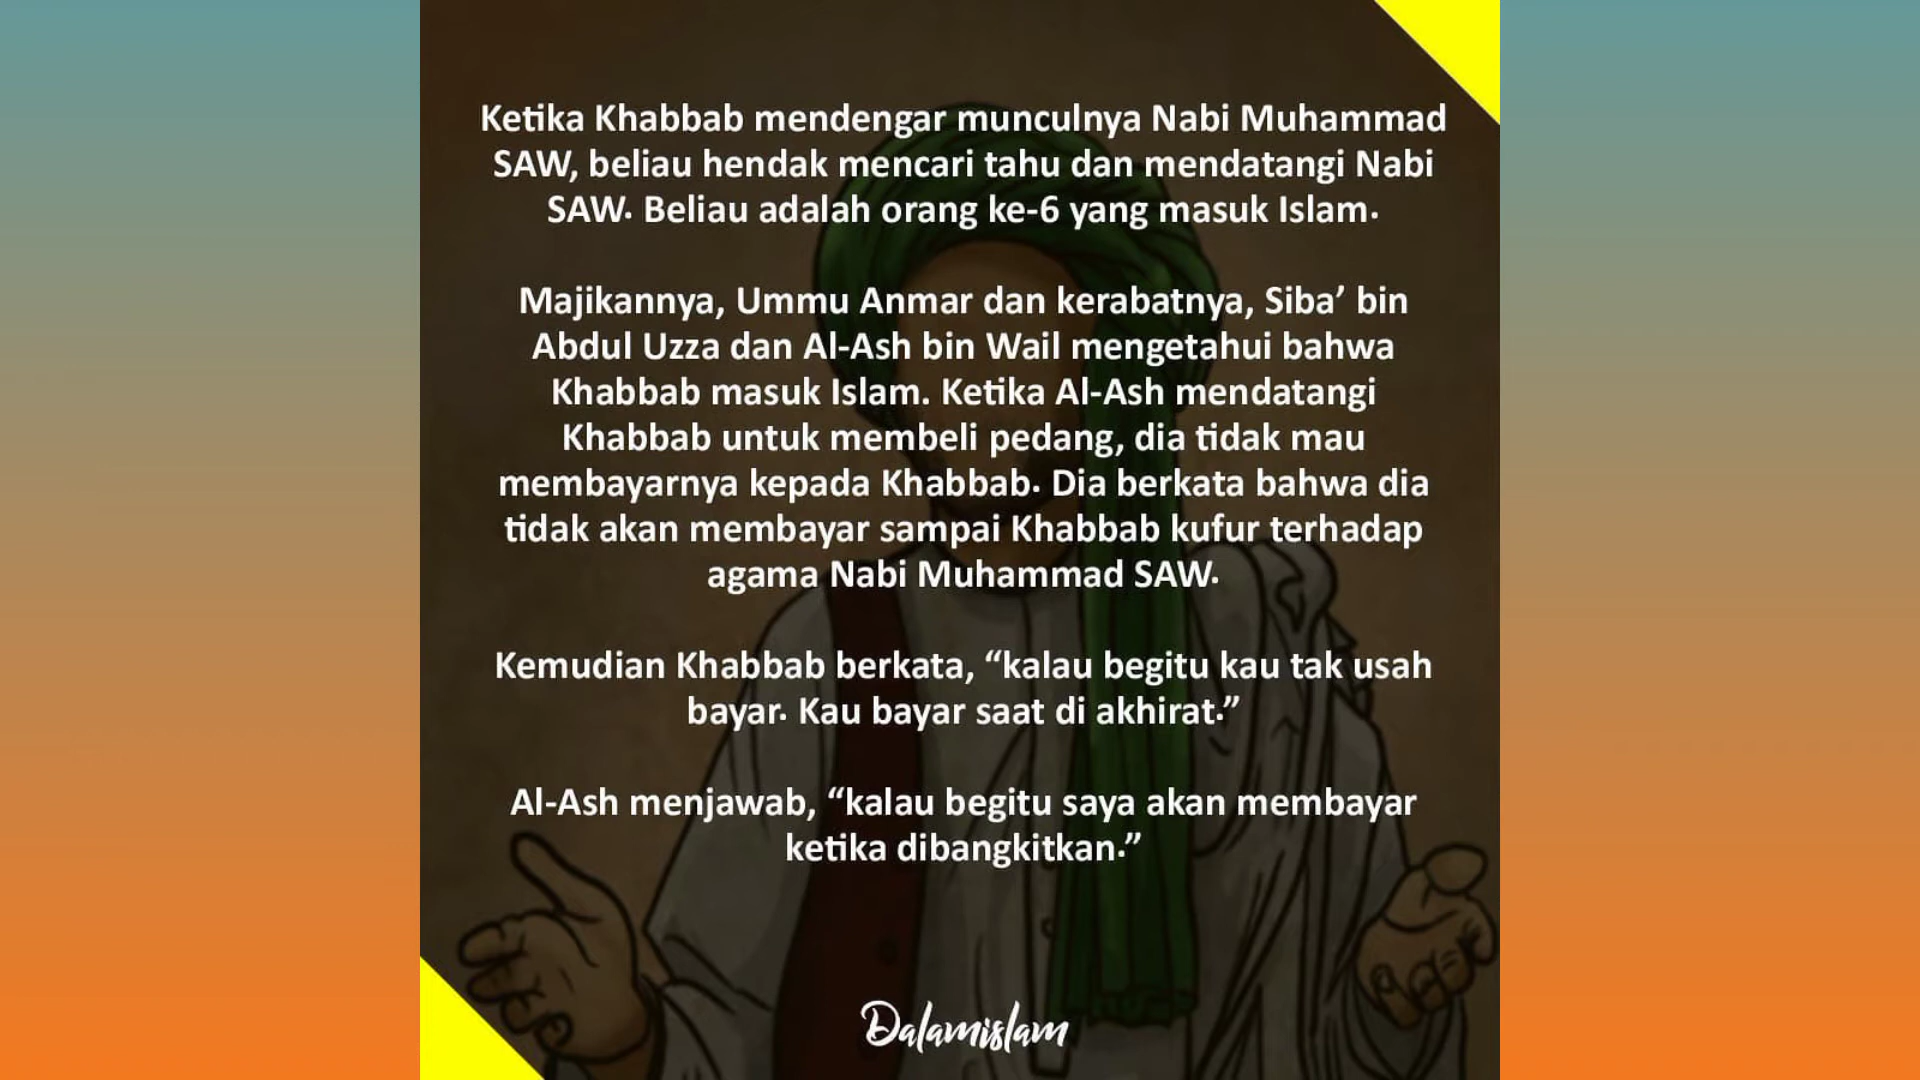 Ketika Khabbab mendengar munculnya Nabi Muhammad
SAW, beliau hendak mencari tahu dan mendatangi Nabi
SAW. Beliau adalah orang ke-6 yang masuk Islam.
Majikannya, Ummu Anmar dan kerabatnya, Siba’ bin
Abdul Uzza dan Al-Ash bin Wail mengetahui bahwa
Khabbab masuk Islam. Ketika Al-Ash mendatangi
Khabbab untuk membeli pedang, dia tidak mau
membayarnya kepada Khabbab. Dia berkata bahwa dia
tidak akan membayar sampai Khabbab kufur terhadap
agama Nabi Muhammad SAW.
Kemudian Khabbab berkata, “kalau begitu kau tak usah
bayar. Kau bayar saat di akhirat.”
Al-Ash menjawab, “kalau begitu saya akan membayar
ketika dibangkitkan.”
Dalamislam